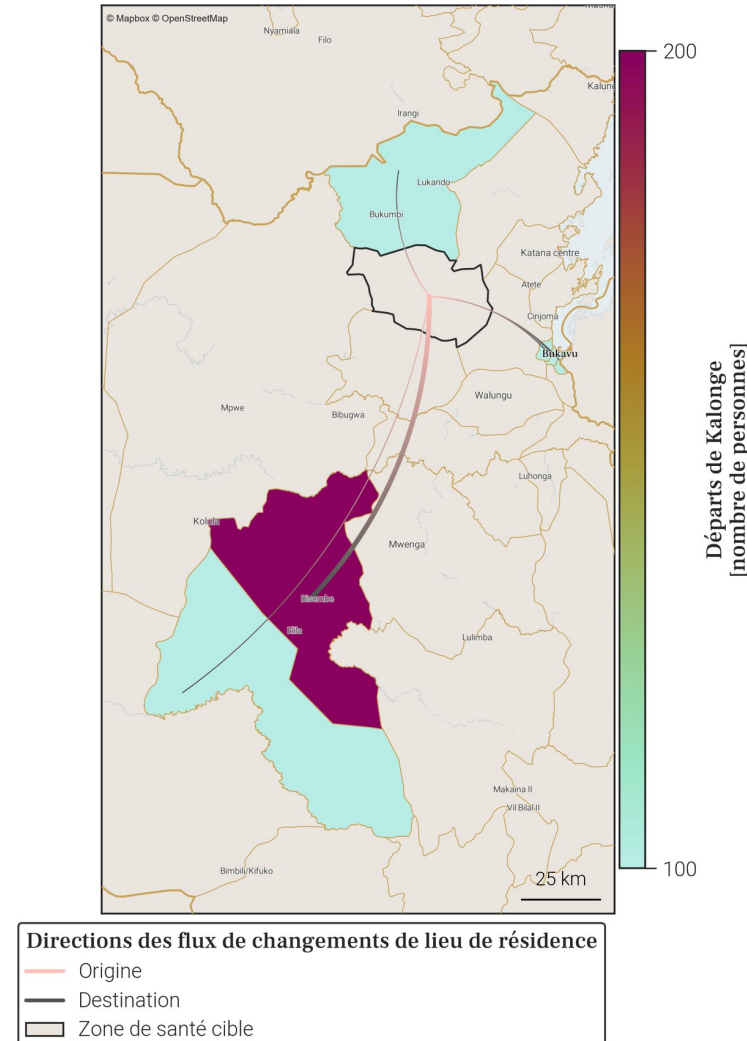 © Mapbox © OpenStreetMap
Nyamiala
Filo
Kalung
Irangi
Lukando
Bukumbi
Katana centre
Atete
Cinjoma
Bukavu
Walungu
Mpwe
Bibugwa
Luhonga
Mwenga
Bisembe
Lulimba
Makaina II
Vil Bilal II
Bimbili/Kifuko
25 km
200
100
Départs de Kalonge
[nombre de personnes]
Directions des flux de changements de lieu de résidence
Origine
Destination
Zone de santé cible